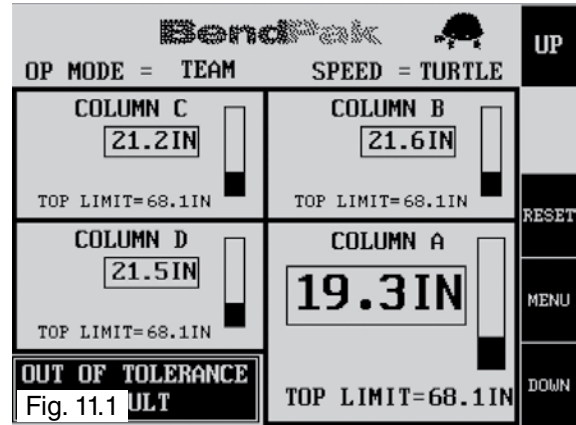 BendPak
UP
OP MODE = TEAM
SPEED = TURTLE
COLUMN C
21.2IN
TOP LIMIT=68.1IN
COLUMN B
21.6IN
TOP LIMIT=68.1IN
RESET
COLUMN D
21.5IN
TOP LIMIT=68.1IN
COLUMN A
19.3IN
TOP LIMIT=68.1IN
MENU
DOWN
OUT OF TOLERANCE
ULT
Fig. 11.1